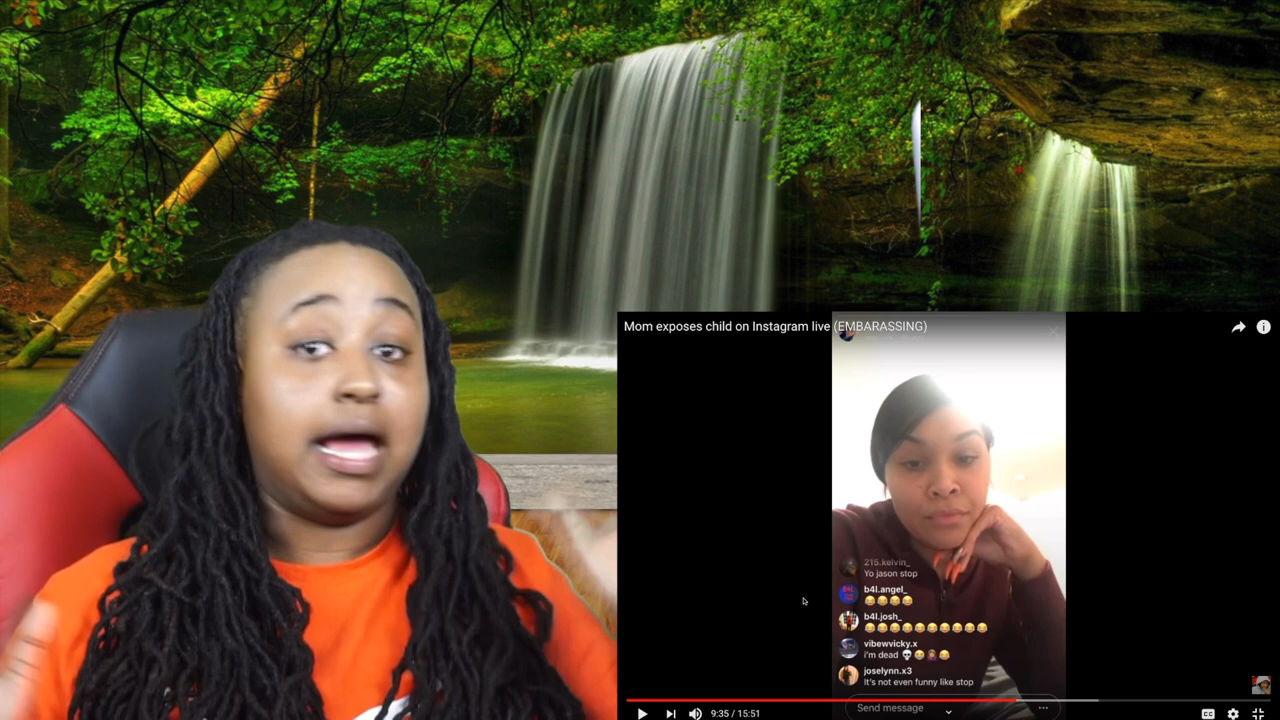 Mom exposes child on Instagram live (EMBARASSING)
215.kelvin_
Yo jason stop
b4l.angel_
😂😂😂😂
b4l.josh_
😂😂😂😂😂😂😂😂😂😂
vibewvicky.x
i'm dead 💀😭🤦🏽‍♀️😂
joselynn.x3
It's not even funny like stop
Send message
9:35 / 15:51
CC